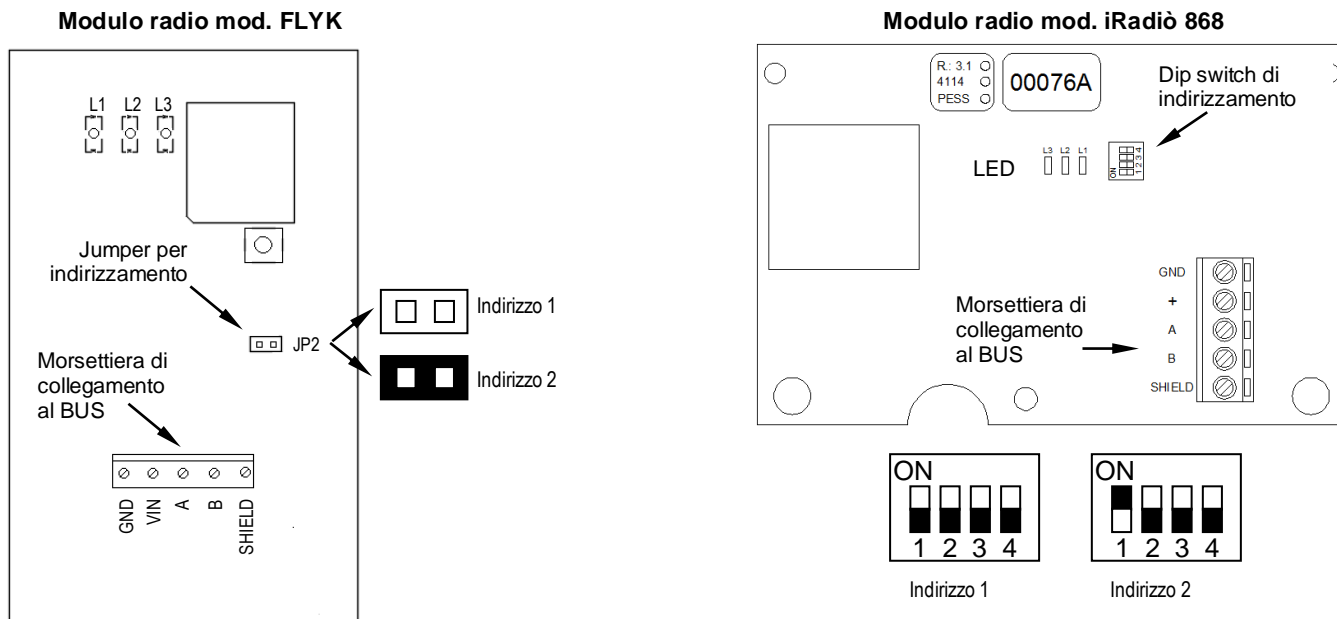 Modulo radio mod. FLYK
L1 L2 L3
Jumper per
indirizzamento
JP2
Indirizzo 1
Indirizzo 2
Morsettiera di
collegamento
al BUS
GND
VIN
A
B
SHIELD
Modulo radio mod. iRadiò 868
R.: 3.1
4114
PESS
00076A
Dip switch di
indirizzamento
LED
L3 L2 L1
ON
1 2 3 4
Morsettiera di
collegamento
al BUS
GND
+
A
B
SHIELD
ON
1 2 3 4
Indirizzo 1
ON
1 2 3 4
Indirizzo 2